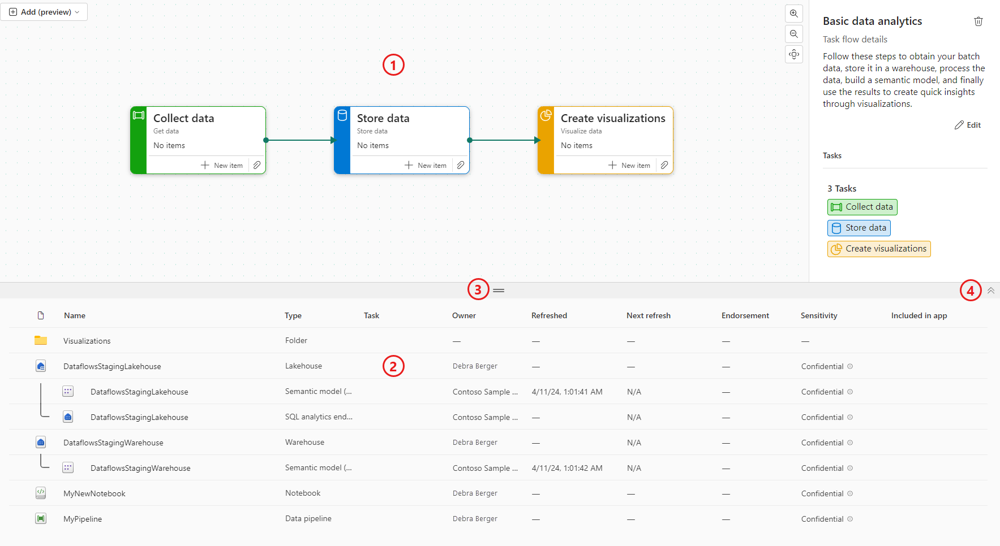 Add (preview)
1
Collect data
Get data
No items
New item
Store data
Store data
No items
New item
Create visualizations
Visualize data
No items
New item
Basic data analytics
Task flow details
Follow these steps to obtain your batch
data, store it in a warehouse, process the
data, build a semantic model, and finally
use the results to create quick insights
through visualizations.
Edit
Tasks
3 Tasks
Collect data
Store data
Create visualizations
3
4
Name Type Task Owner Refreshed Next refresh Endorsement Sensitivity Included in app
Visualizations Folder — — — — —
DataflowsStagingLakehouse Lakehouse 2 Debra Berger — — — Confidential
DataflowsStagingLakehouse Semantic model (... Contoso Sample ... 4/11/24, 1:01:41 AM N/A — Confidential
DataflowsStagingLakehouse SQL analytics end... Contoso Sample ... — N/A — Confidential
DataflowsStagingWarehouse Warehouse Debra Berger — N/A — Confidential
DataflowsStagingWarehouse Semantic model (... Contoso Sample ... 4/11/24, 1:01:42 AM N/A — Confidential
MyNewNotebook Notebook Debra Berger — — — Confidential
MyPipeline Data pipeline Debra Berger — — — Confidential